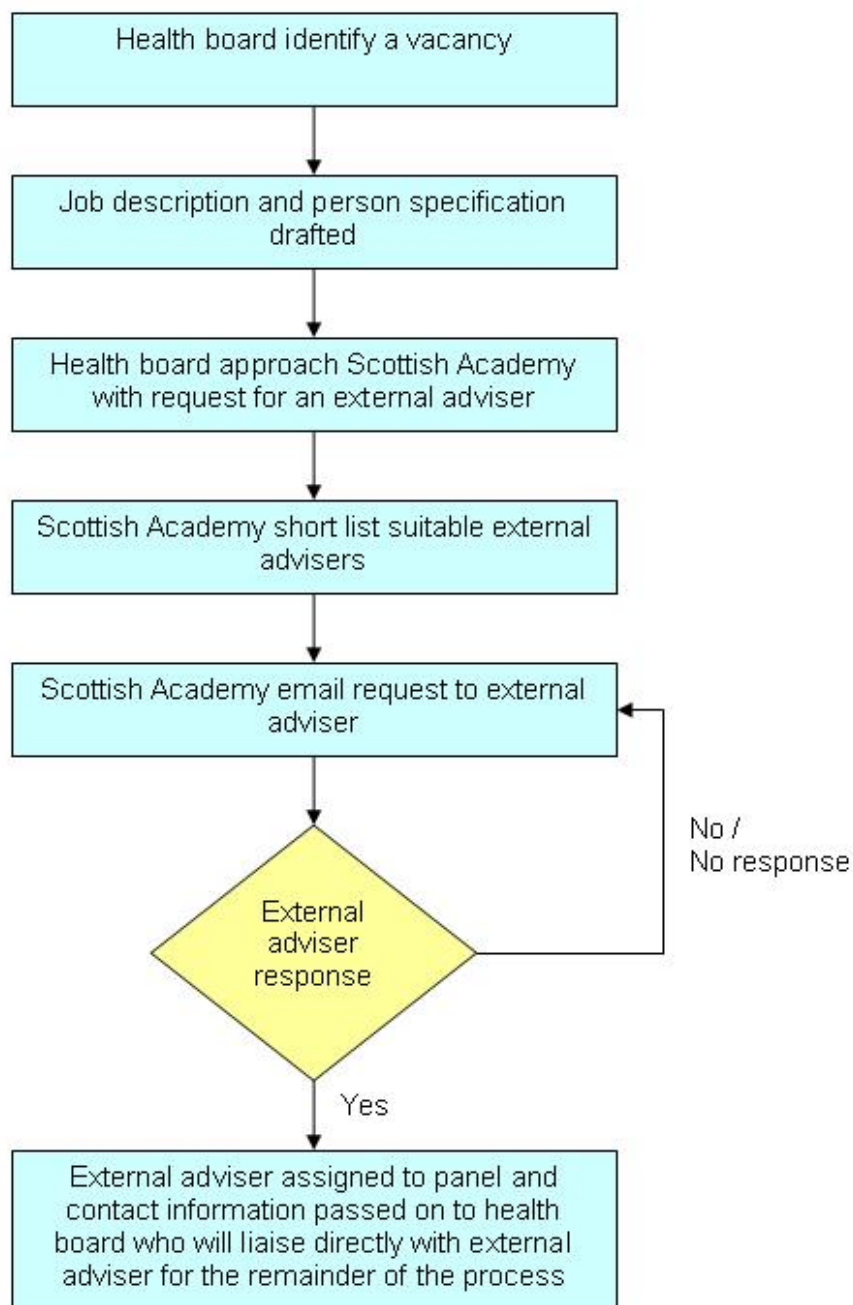 Health board identify a vacancy
Job description and person specification
drafted
Health board approach Scottish Academy
with request for an external adviser
Scottish Academy short list suitable external
advisers
Scottish Academy email request to external
adviser
No /
No response
External
adviser
response
Yes
External adviser assigned to panel and
contact information passed on to health
board who will liaise directly with external
adviser for the remainder of the process